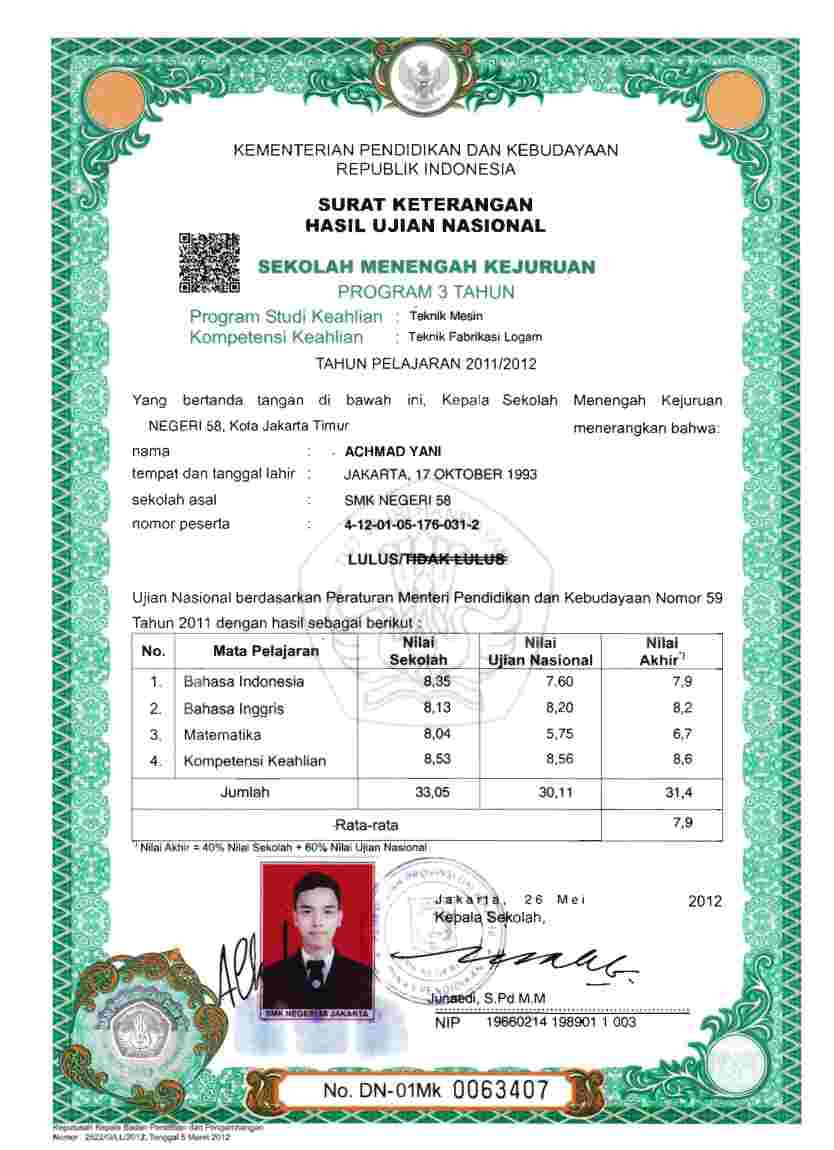 KEMENTERIAN PENDIDIKAN DAN KEBUDAYAAN
REPUBLIK INDONESIA
SURAT KETERANGAN
HASIL UJIAN NASIONAL
SEKOLAH MENENGAH KEJURUAN
PROGRAM 3 TAHUN
Program Studi Keahlian : Teknik Mesin
Kompetensi Keahlian : Teknik Fabrikasi Logam
TAHUN PELAJARAN 2011/2012
Yang bertanda tangan di bawah ini, Kepala Sekolah Menengah Kejuruan
NEGERI 58, Kota Jakarta Timur menerangkan bahwa:
nama : ACHMAD YANI
tempat dan tanggal lahir : JAKARTA, 17 OKTOBER 1993
sekolah asal : SMK NEGERI 58
nomor peserta : 4-12-01-05-176-031-2
LULUS/TIDAK LULUS
Ujian Nasional berdasarkan Peraturan Menteri Pendidikan dan Kebudayaan Nomor 59
Tahun 2011 dengan hasil sebagai berikut :
No. Mata Pelajaran Nilai Sekolah Nilai Ujian Nasional Nilai Akhir*)
1. Bahasa Indonesia 8,35 7,60 7,9
2. Bahasa Inggris 8,13 8,20 8,2
3. Matematika 8,04 5,75 6,7
4. Kompetensi Keahlian 8,53 8,56 8,6
Jumlah 33,05 30,11 31,4
Rata-rata 7,9
*) Nilai Akhir = 40% Nilai Sekolah + 60% Nilai Ujian Nasional
Jakarta, 26 Mei 2012
Kepala Sekolah,
SMK NEGERI 58 JAKARTA
Junaedi, S.Pd M.M
NIP 19660214 198901 1 003
No. DN-01Mk 0063407
Keputusan Kepala Badan Penelitian dan Pengembangan
Nomor : 2822/G/LL/2012, Tanggal 5 Maret 2012